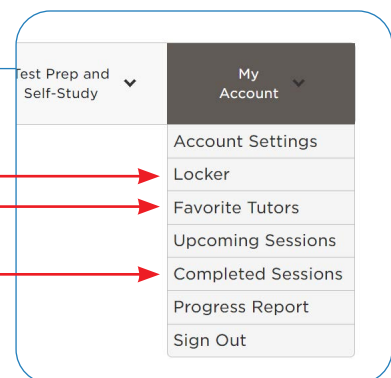 Test Prep and
Self-Study
My
Account
Account Settings
Locker
Favorite Tutors
Upcoming Sessions
Completed Sessions
Progress Report
Sign Out